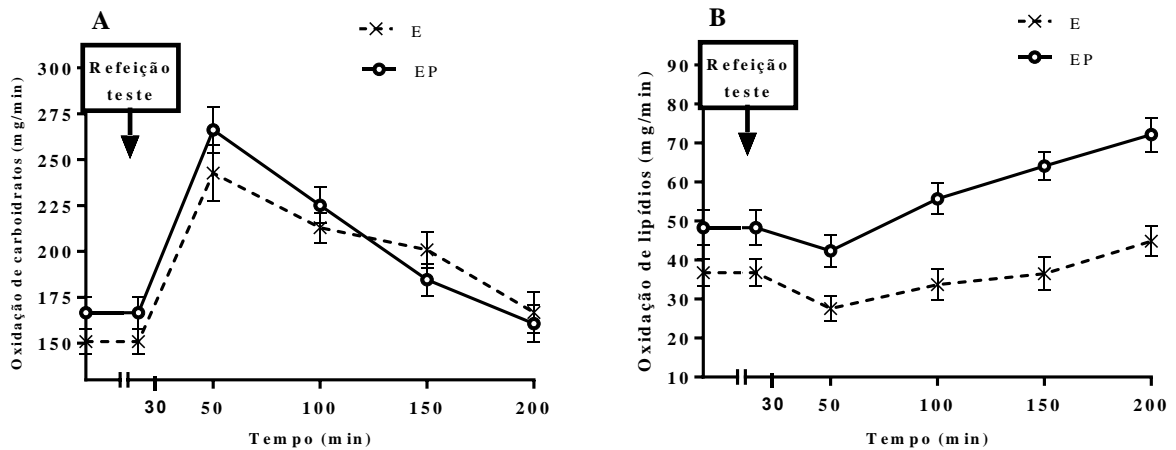 A
E
EP
Refeição
teste
Oxidação de carboidratos (mg/min)
300
275
250
225
200
175
150
30
50
100
150
200
Tempo (min)
B
E
EP
Refeição
teste
Oxidação de lipídios (mg/min)
90
80
70
60
50
40
30
20
10
30
50
100
150
200
Tempo (min)